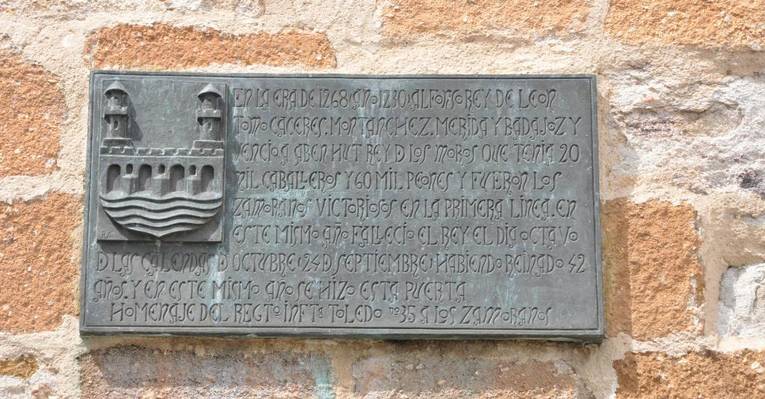 EN LA ERA DE 1268 (AÑO 1230) ALFONSO REY DE LEON
TOMO CACERES, MONTANCHEZ, MERIDA Y BADAJOZ Y
VENCIO A ABEN HUT REY D LOS MOROS QUE TENIA 20
MIL CABALLEROS Y 60 MIL PEONES Y FUERON LOS
ZAMORANOS VICTORIOSOS EN LA PRIMERA LINEA. EN
ESTE MISMO AÑO FALLECIO EL REY EL DIA OCTAVO
D LAS CALENDAS D OCTUBRE (24 D SEPTIEMBRE) HABIENDO REINADO 42
AÑOS. Y EN ESTE MISMO AÑO SE HIZO ESTA PUERTA
HOMENAJE DEL REGTO INFTA TOLEDO Nº 35 A LOS ZAMORANOS